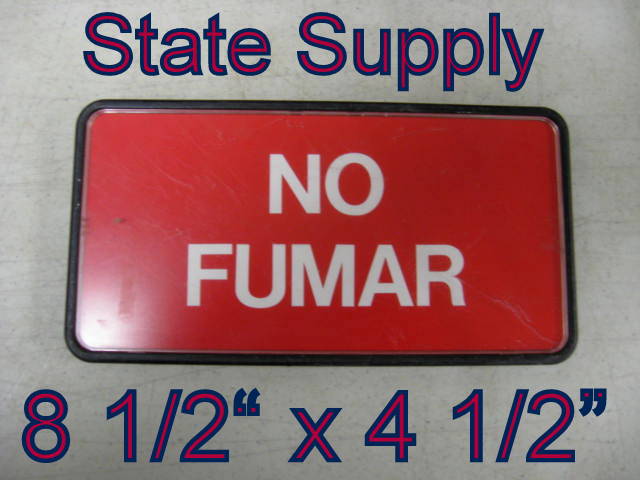 State Supply
NO
FUMAR
8 1/2“ x 4 1/2”